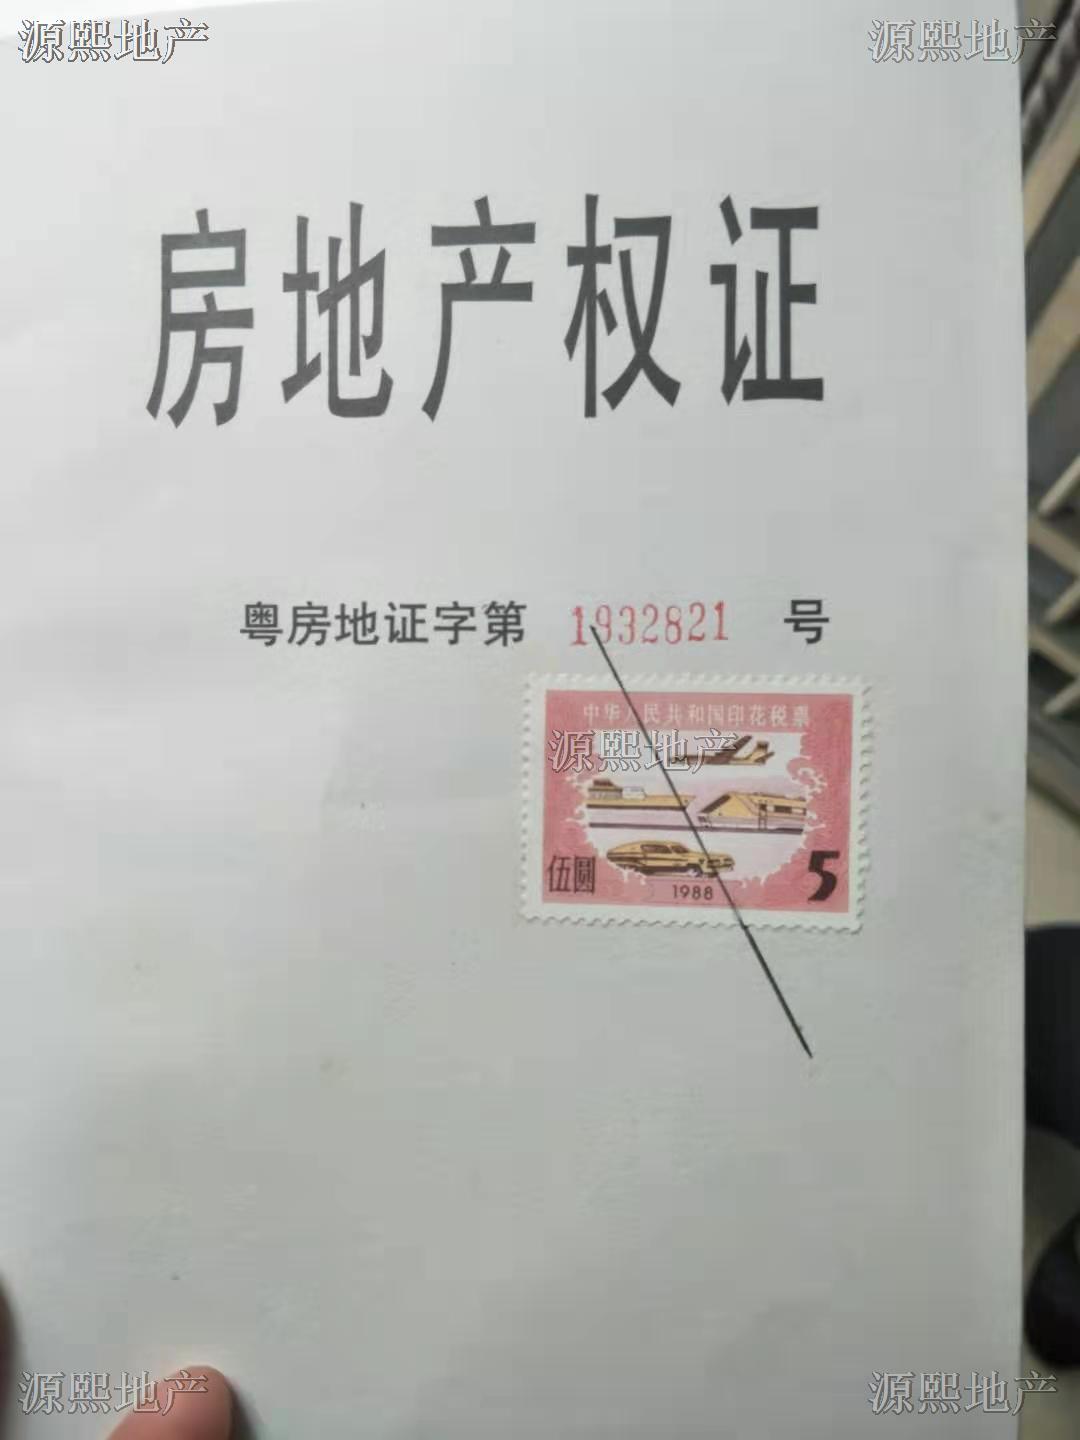 源熙地产 源熙地产
房地产权证
粤房地证字第 1932821 号
中华人民共和国印花税票
源熙地产
伍圆 1988 5
源熙地产 源熙地产